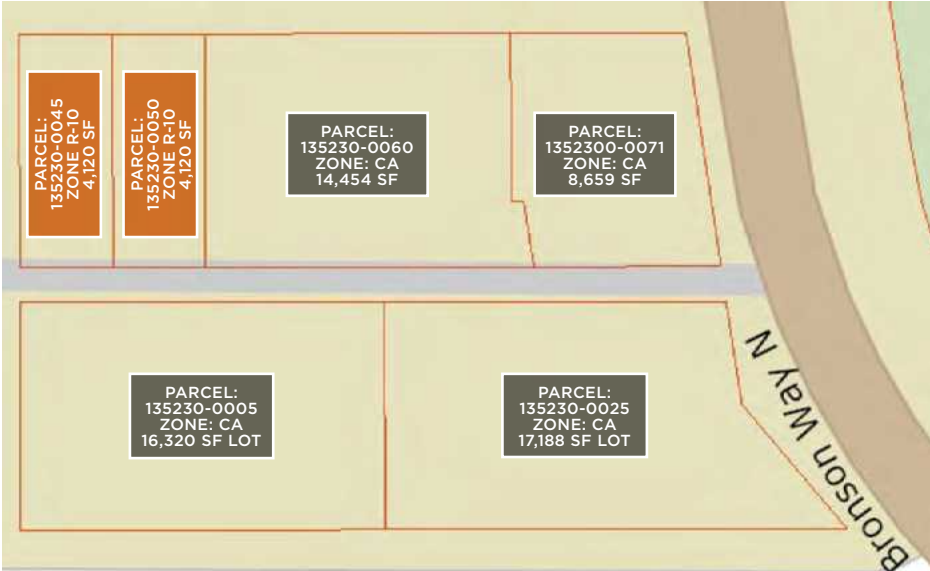 PARCEL:
135230-0045
ZONE R-10
4,120 SF
PARCEL:
135230-0050
ZONE R-10
4,120 SF
PARCEL:
135230-0060
ZONE: CA
14,454 SF
PARCEL:
1352300-0071
ZONE: CA
8,659 SF
PARCEL:
135230-0005
ZONE: CA
16,320 SF LOT
PARCEL:
135230-0025
ZONE: CA
17,188 SF LOT
Bronson Way N